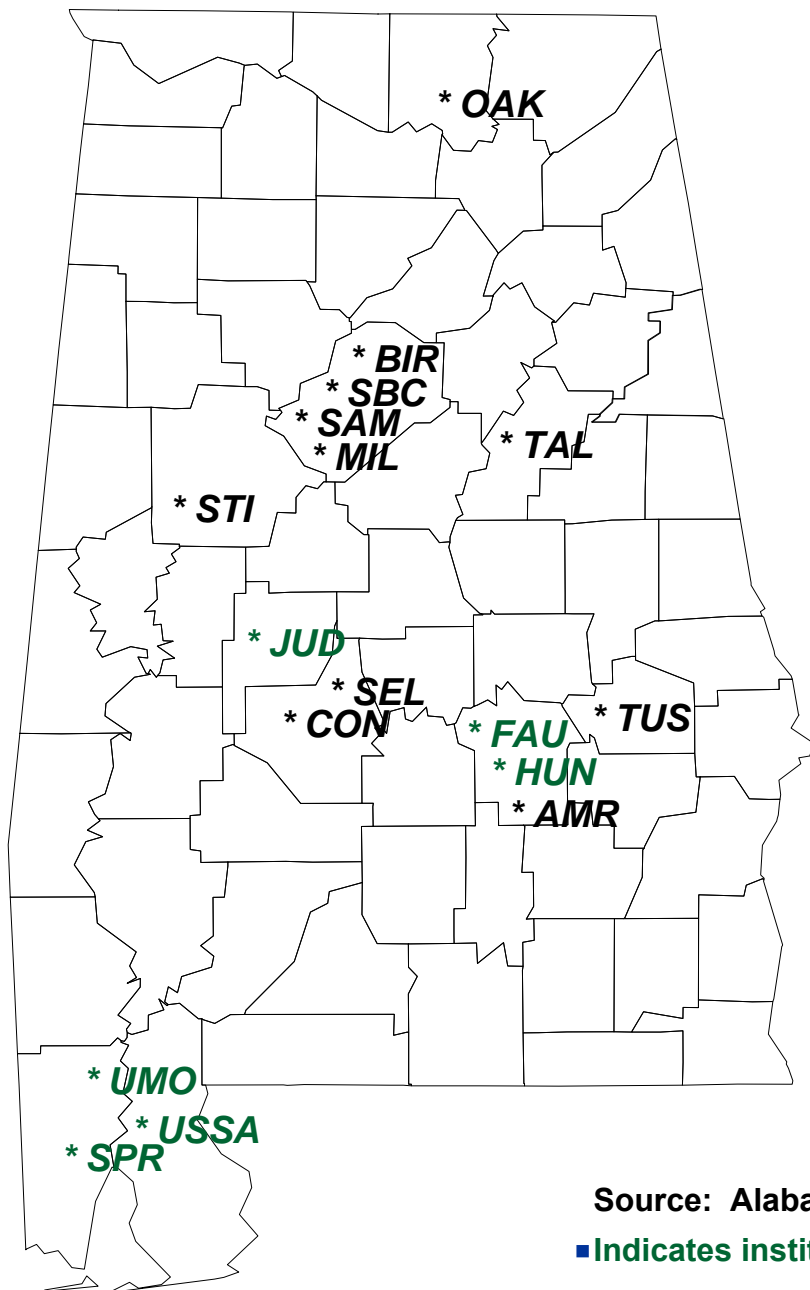 * OAK
* BIR
* SBC
* SAM
* MIL
* TAL
* STI
* JUD
* SEL
* CON
* TUS
* FAU
* HUN
* AMR
* UMO
* USSA
* SPR
Source: Alaba
Indicates instit